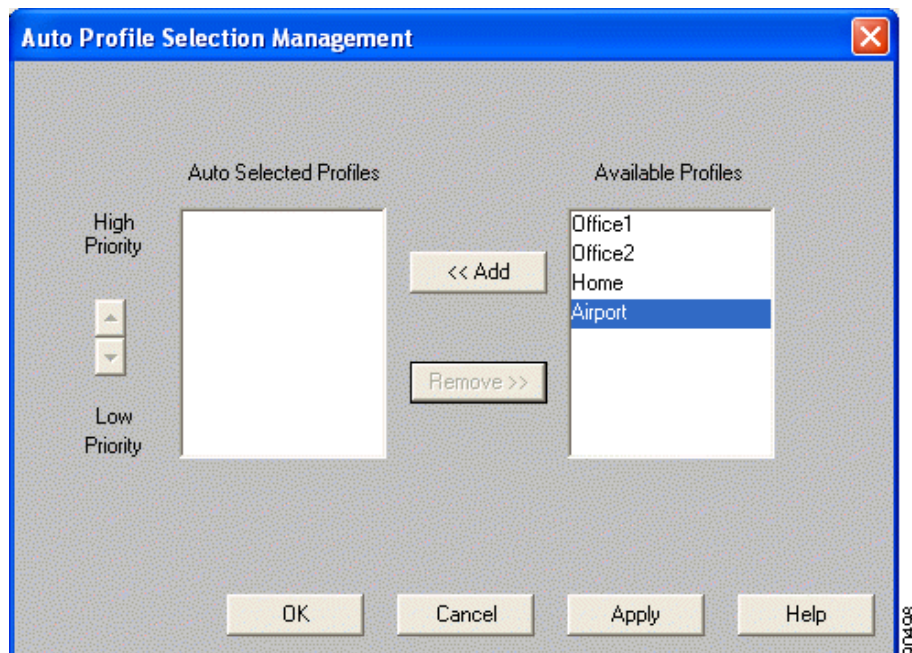 Auto Profile Selection Management
Auto Selected Profiles
Available Profiles
High
Priority
Low
Priority
<< Add
Remove >>
Office1
Office2
Home
Airport
OK
Cancel
Apply
Help
90498